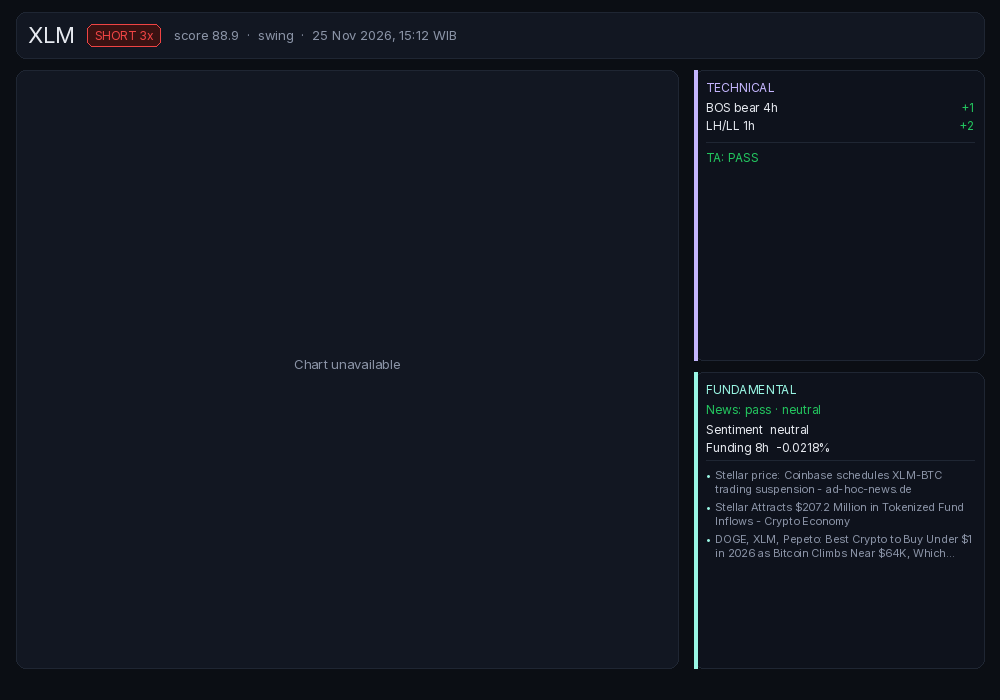 XLM SHORT 3x score 88.9 · swing · 25 Nov 2026, 15:12 WIB
Chart unavailable
TECHNICAL
BOS bear 4h +1
LH/LL 1h +2
TA: PASS
FUNDAMENTAL
News: pass · neutral
Sentiment neutral
Funding 8h -0.0218%
• Stellar price: Coinbase schedules XLM-BTC
trading suspension - ad-hoc-news.de
• Stellar Attracts $207.2 Million in Tokenized Fund
Inflows - Crypto Economy
• DOGE, XLM, Pepeto: Best Crypto to Buy Under $1
in 2026 as Bitcoin Climbs Near $64K, Which...